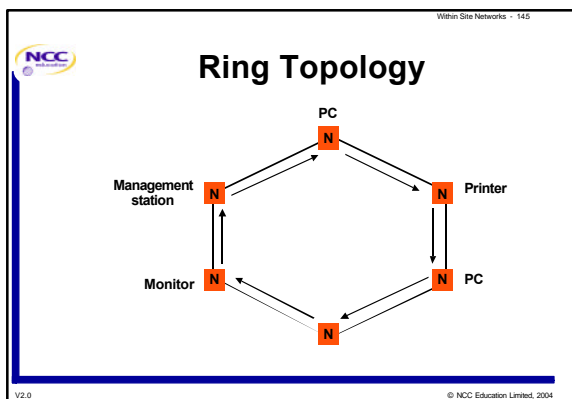 Within Site Networks - 145
NCC
education
Ring Topology
PC
N
Management
station
N
N
Printer
Monitor
N
N
PC
N
V2.0
© NCC Education Limited, 2004